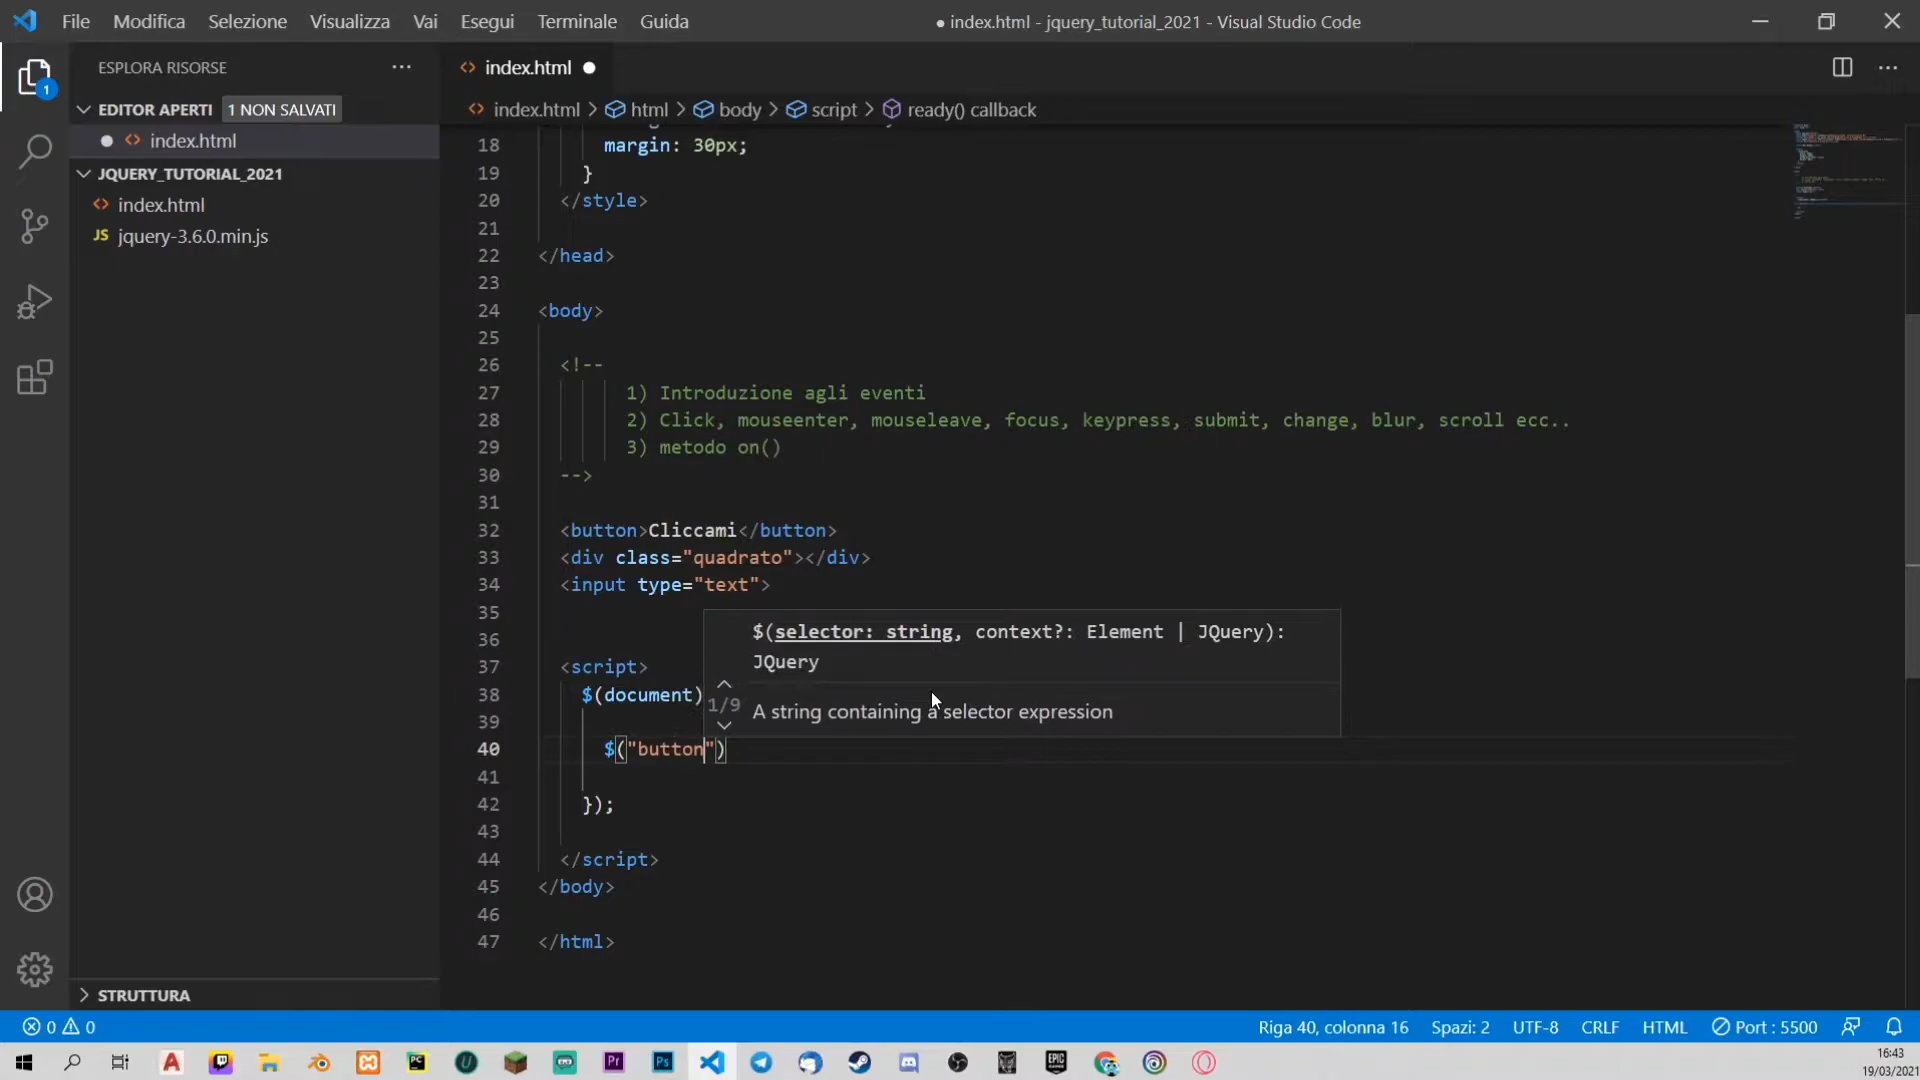 File Modifica Selezione Visualizza Vai Esegui Terminale Guida
● index.html - jquery_tutorial_2021 - Visual Studio Code
ESPLORA RISORSE
1
EDITOR APERTI 1 NON SALVATI
index.html
JQUERY_TUTORIAL_2021
index.html
JS jquery-3.6.0.min.js
STRUTTURA
index.html
index.html > html > body > script > ready() callback
18 margin: 30px;
19 }
20 </style>
21
22 </head>
23
24 <body>
25
26 <!--
27 1) Introduzione agli eventi
28 2) Click, mouseenter, mouseleave, focus, keypress, submit, change, blur, scroll ecc..
29 3) metodo on()
30 -->
31
32 <button>Cliccami</button>
33 <div class="quadrato"></div>
34 <input type="text">
35
36
37 <script>
38 $(document)
39
40 $("button")
41
42 });
43
44 </script>
45 </body>
46
47 </html>
$(selector: string, context?: Element | JQuery):
JQuery
1/9
A string containing a selector expression
0 0
Riga 40, colonna 16 Spazi: 2 UTF-8 CRLF HTML Port : 5500
16:43
19/03/2021